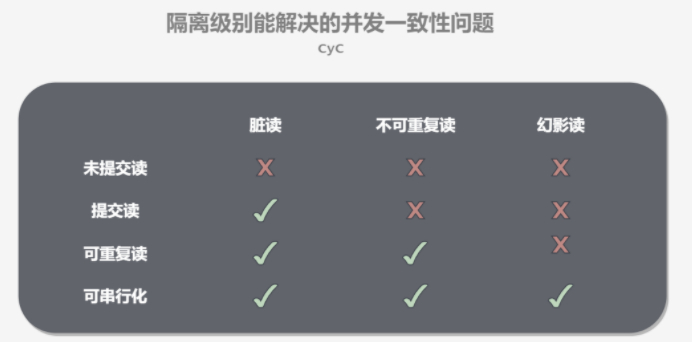 隔离级别能解决的并发一致性问题
CyC
脏读 不可重复读 幻影读
未提交读 X X X
提交读 ✓ X X
可重复读 ✓ ✓ X
可串行化 ✓ ✓ ✓